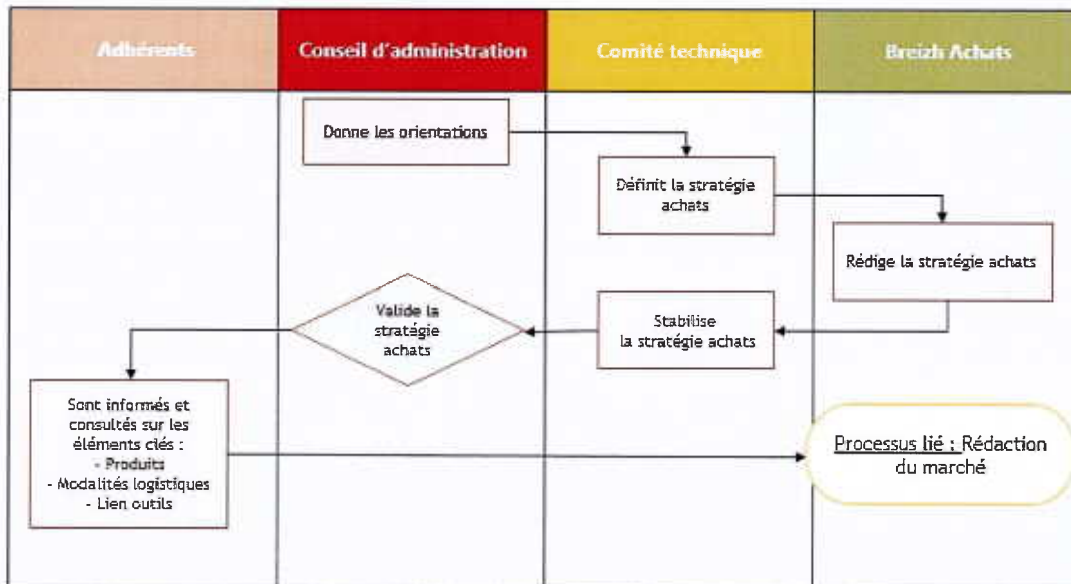 Adhérents
Conseil d'administration
Comité technique
Breizh Achats
Donne les orientations
Définit la stratégie
achats
Rédige la stratégie achats
Stabilise
la stratégie achats
Valide la
stratégie
achats
Sont informés et
consultés sur les
éléments clés :
- Produits
- Modalités logistiques
- Lien outils
Processus lié : Rédaction
du marché